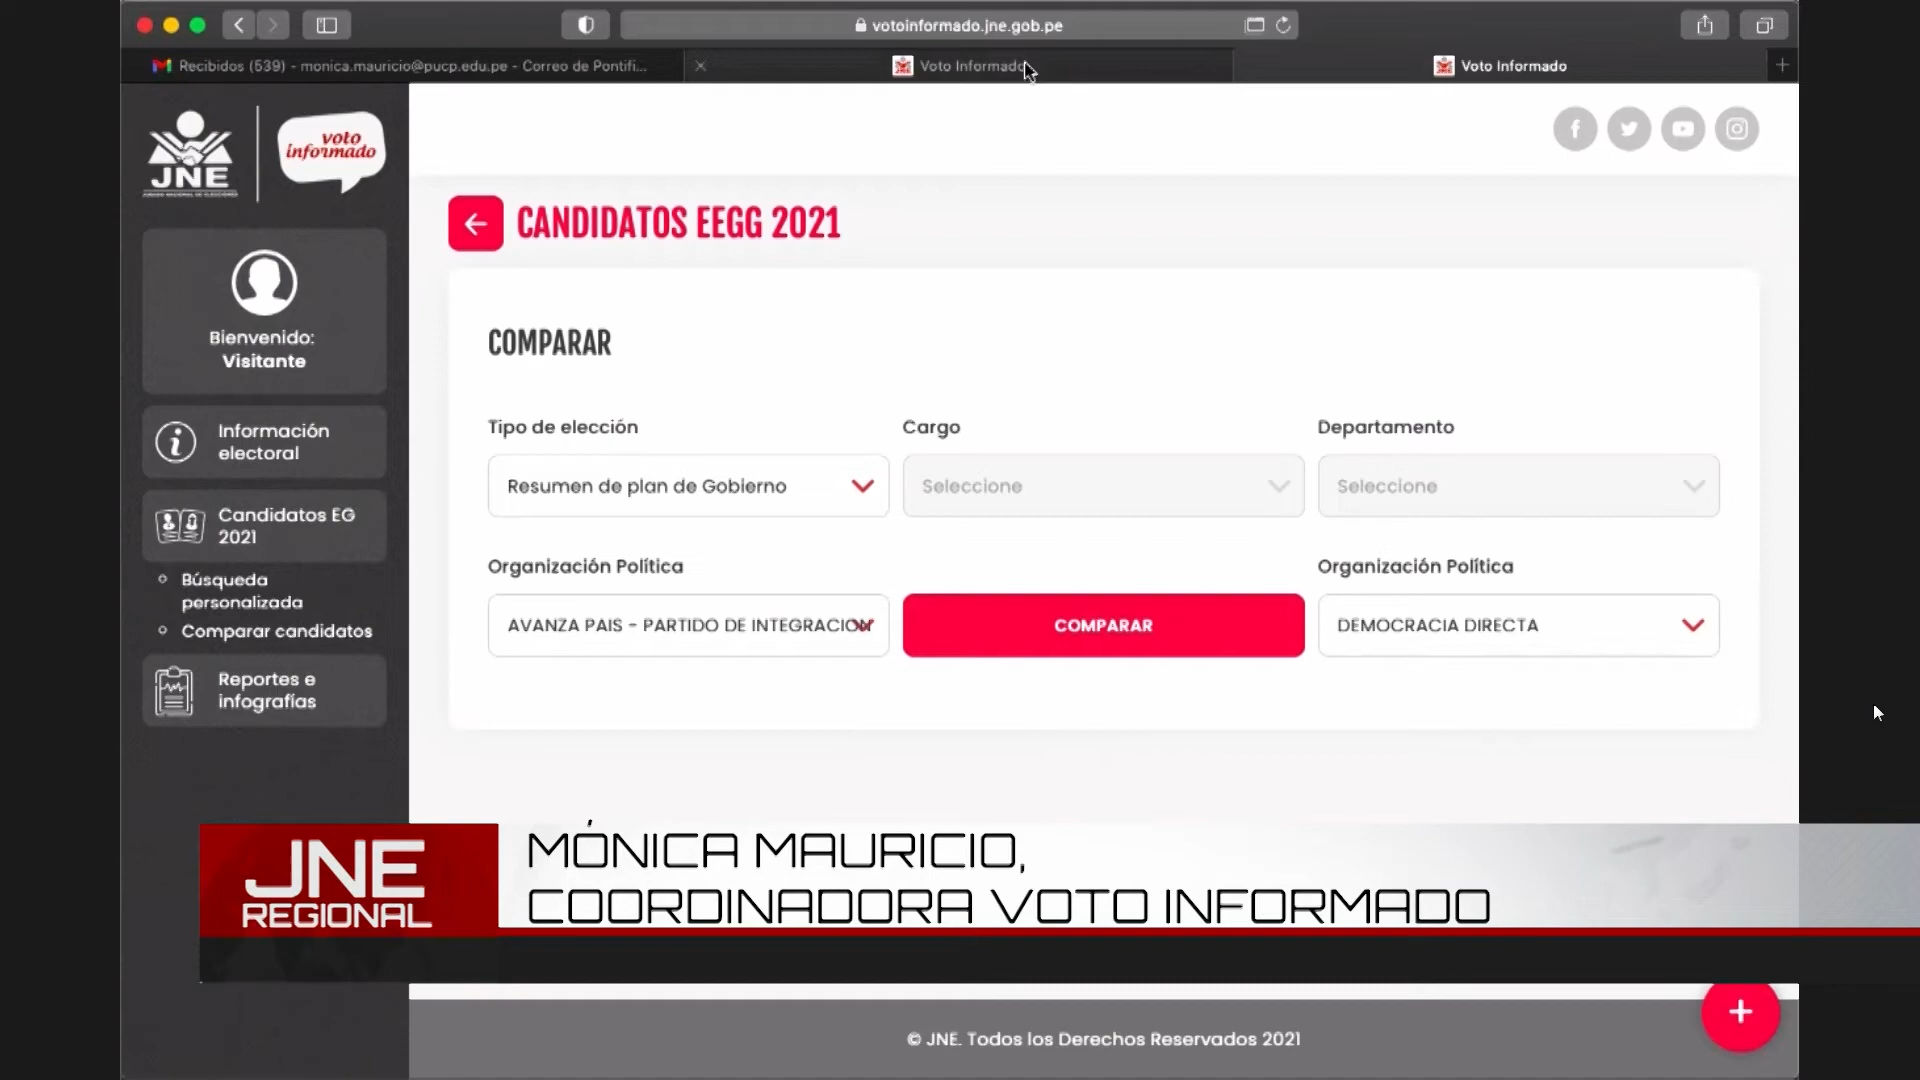 votoinformado.jne.gob.pe
Recibidos (539) - monica.mauricio@pucp.edu.pe - Correo de Pontifi...
Voto Informado
Voto Informado
JNE
voto
informado
Bienvenido:
Visitante
Información
electoral
Candidatos EG
2021
Búsqueda
personalizada
Comparar candidatos
Reportes e
infografías
CANDIDATOS EEGG 2021
COMPARAR
Tipo de elección
Cargo
Departamento
Resumen de plan de Gobierno
Seleccione
Seleccione
Organización Política
Organización Política
AVANZA PAIS - PARTIDO DE INTEGRACION
COMPARAR
DEMOCRACIA DIRECTA
JNE
REGIONAL
MÓNICA MAURICIO,
COORDINADORA VOTO INFORMADO
© JNE. Todos los Derechos Reservados 2021